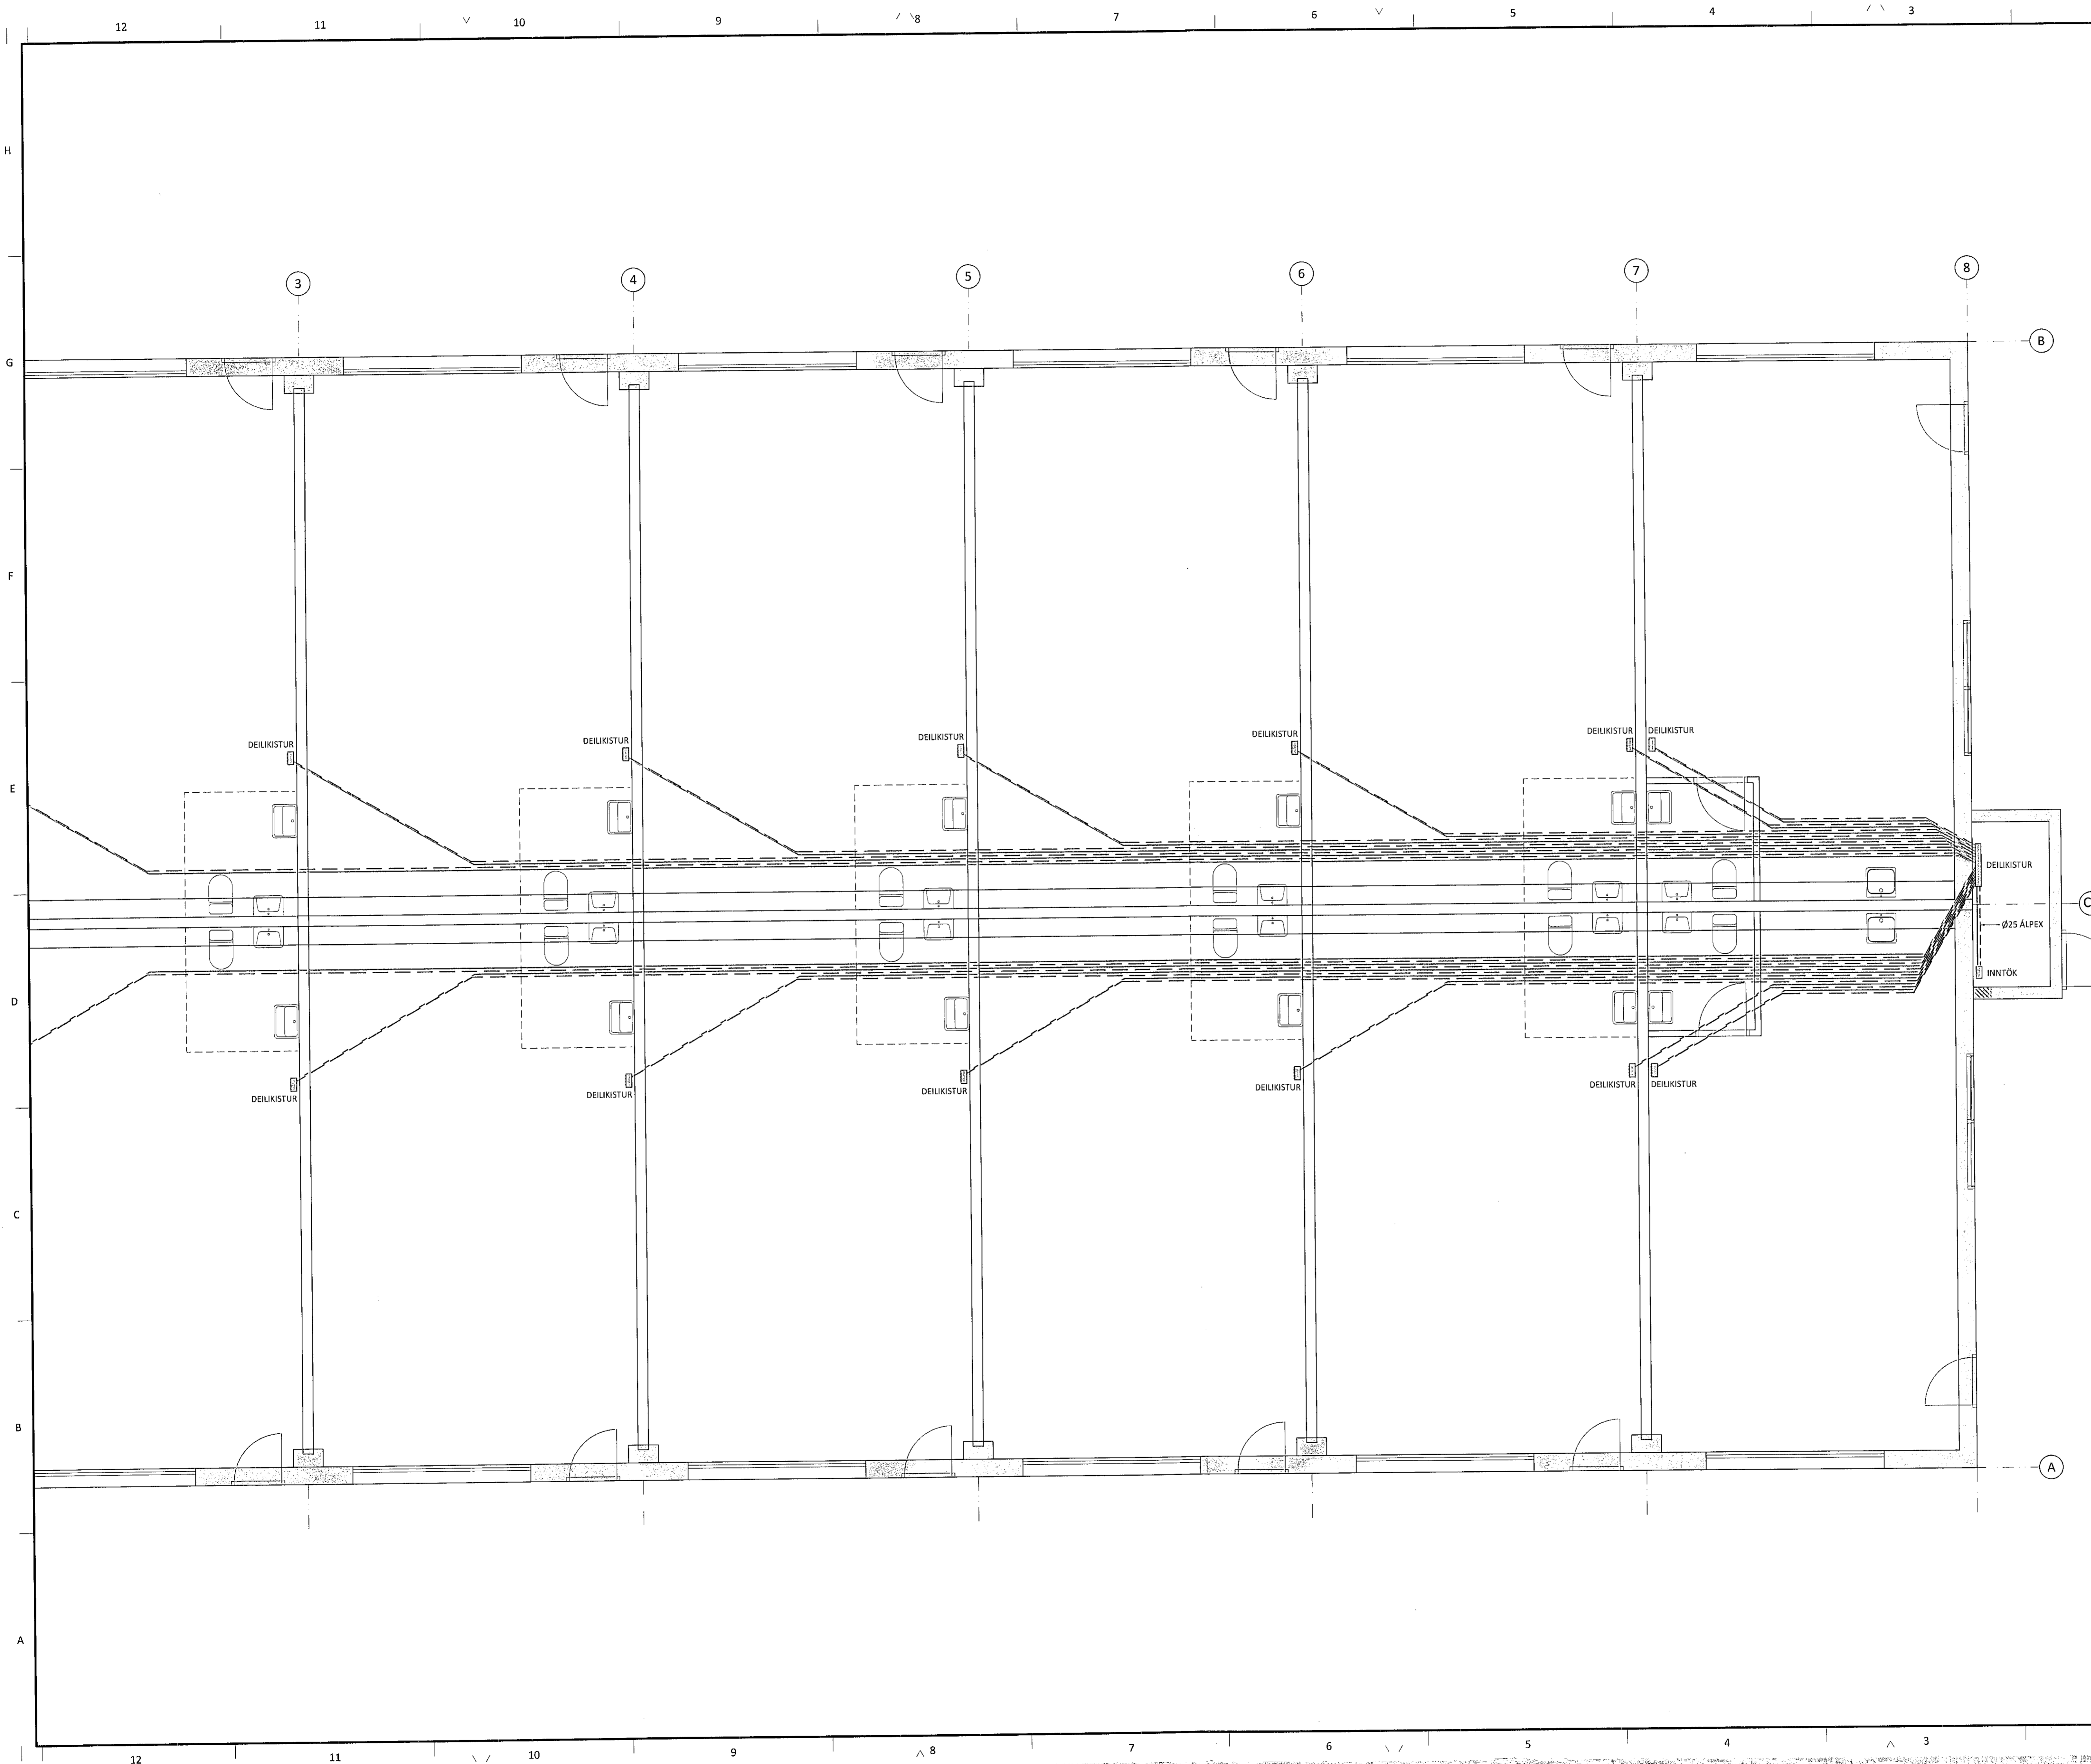 12 11 10 9 8 7 6 5 4 3
H
3 4 5 6 7 8
B
G
F
DEILIKISTUR DEILIKISTUR DEILIKISTUR DEILIKISTUR DEILIKISTUR DEILIKISTUR
E
DEILIKISTUR
C
Ø25 ÁLPEX
INNTÖK
D
DEILIKISTUR DEILIKISTUR DEILIKISTUR DEILIKISTUR DEILIKISTUR DEILIKISTUR
C
B
A
A
12 11 10 9 8 7 6 5 4 3